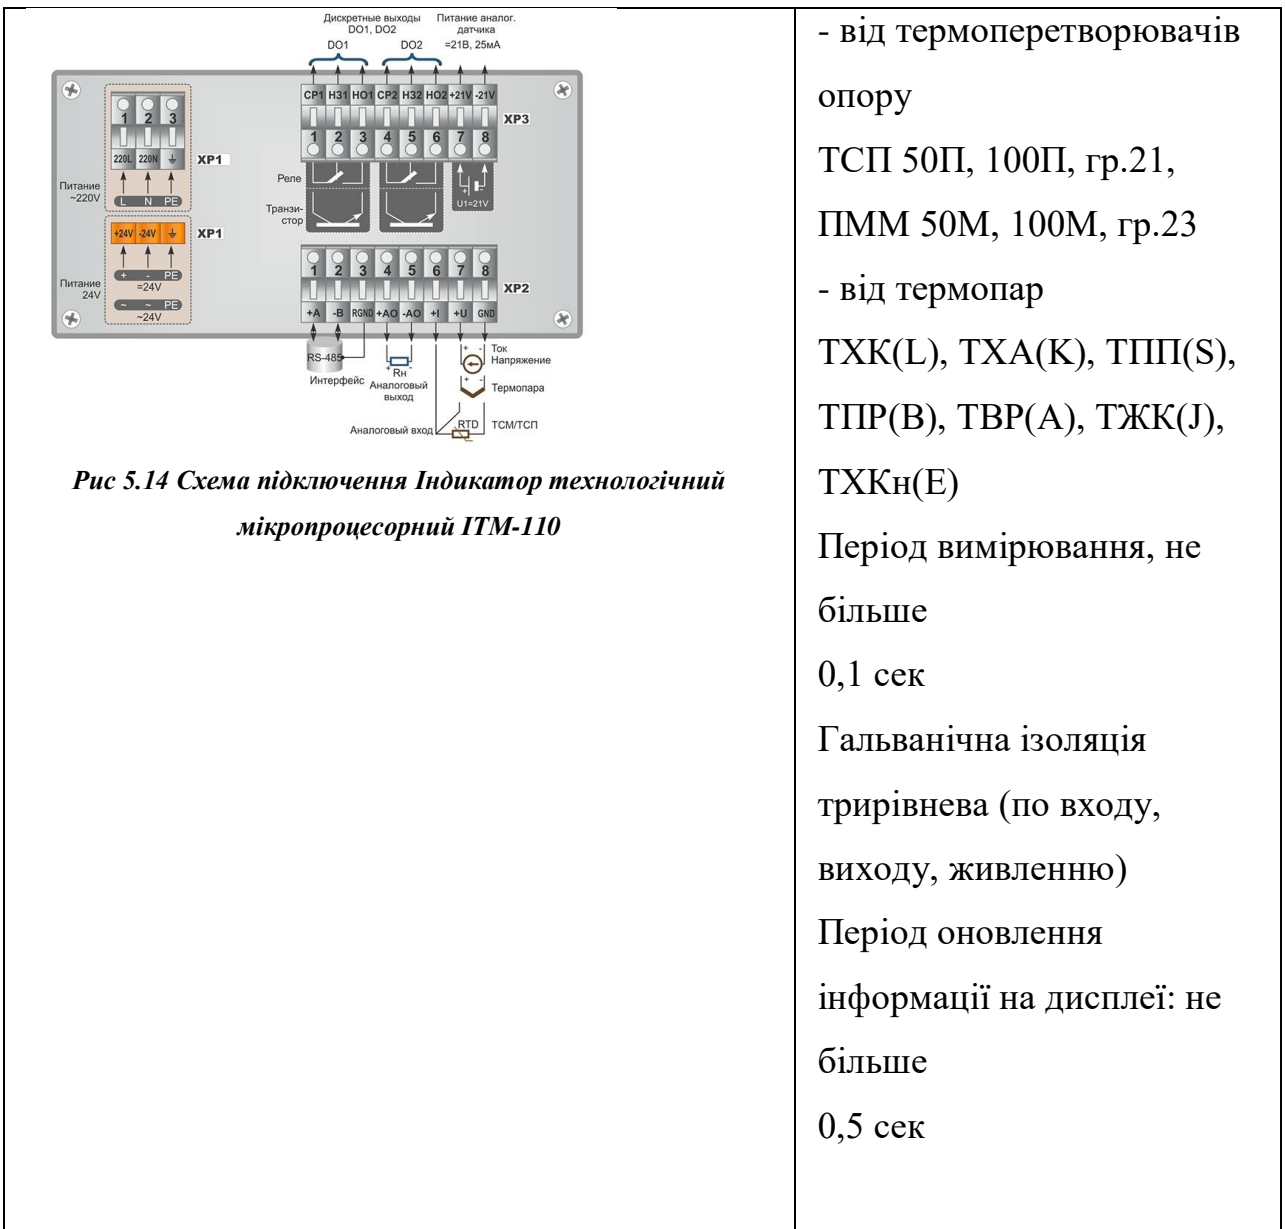 Дискретные выходы
DO1, DO2
Питание аналог.
датчика
=21В, 25мА
DO1
DO2
СР1 НЗ1 НО1 СР2 НЗ2 НО2 +21V -21V
1 2 3 4 5 6 7 8
XP3
1 2 3
220L 220N
XP1
Питание
~220V
L N PE
Реле
Транзи-
стор
+ -
U1=21V
+24V -24V
XP1
Питание
24V
+ - PE
=24V
~ ~ PE
~24V
1 2 3 4 5 6 7 8
XP2
+A -B RGND +AO -AO +I +U GND
RS-485
Интерфейс
+ -
Rн
Аналоговый
выход
+ -
Ток
Напряжение
+ -
Термопара
Аналоговый вход
RTD
ТСМ/ТСП
Рис 5.14 Схема підключення Індикатор технологічний
мікропроцесорний ІТМ-110
- від термоперетворювачів
опору
ТСП 50П, 100П, гр.21,
ПММ 50М, 100М, гр.23
- від термопар
ТХК(L), ТХА(K), ТПП(S),
ТПР(B), ТВР(A), ТЖК(J),
ТХКн(E)
Період вимірювання, не
більше
0,1 сек
Гальванічна ізоляція
трирівнева (по входу,
виходу, живленню)
Період оновлення
інформації на дисплеї: не
більше
0,5 сек